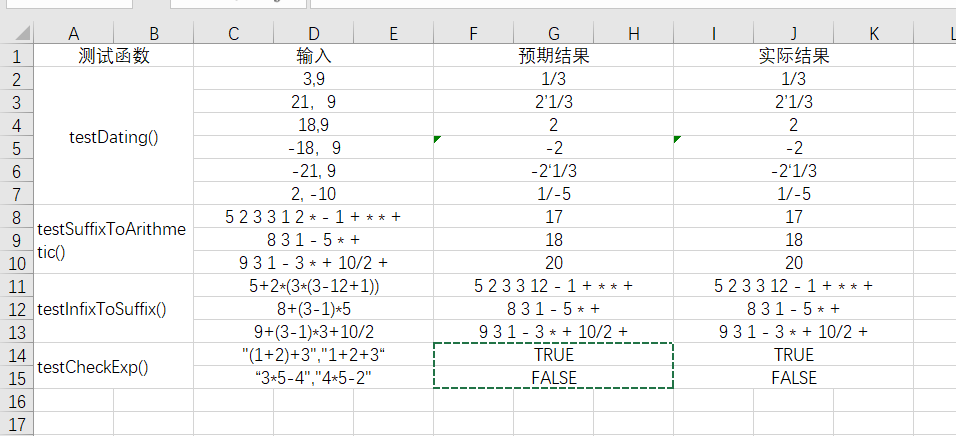 A B C D E F G H I J K L
1 测试函数 输入 预期结果 实际结果
2 3,9 1/3 1/3
3 21, 9 2'1/3 2'1/3
4 testDating() 18,9 2 2
5 -18, 9 -2 -2
6 -21, 9 -2‘1/3 -2‘1/3
7 2, -10 1/-5 1/-5
8 testSuffixToArithmetic() 5 2 3 3 1 2 * - 1 + * * + 17 17
9 8 3 1 - 5 * + 18 18
10 9 3 1 - 3 * + 10/2 + 20 20
11 5+2*(3*(3-12+1)) 5 2 3 3 12 - 1 + * * + 5 2 3 3 12 - 1 + * * +
12 testInfixToSuffix() 8+(3-1)*5 8 3 1 - 5 * + 8 3 1 - 5 * +
13 9+(3-1)*3+10/2 9 3 1 - 3 * + 10/2 + 9 3 1 - 3 * + 10/2 +
14 testCheckExp() "(1+2)+3","1+2+3“ TRUE TRUE
15 “3*5-4","4*5-2" FALSE FALSE
16
17